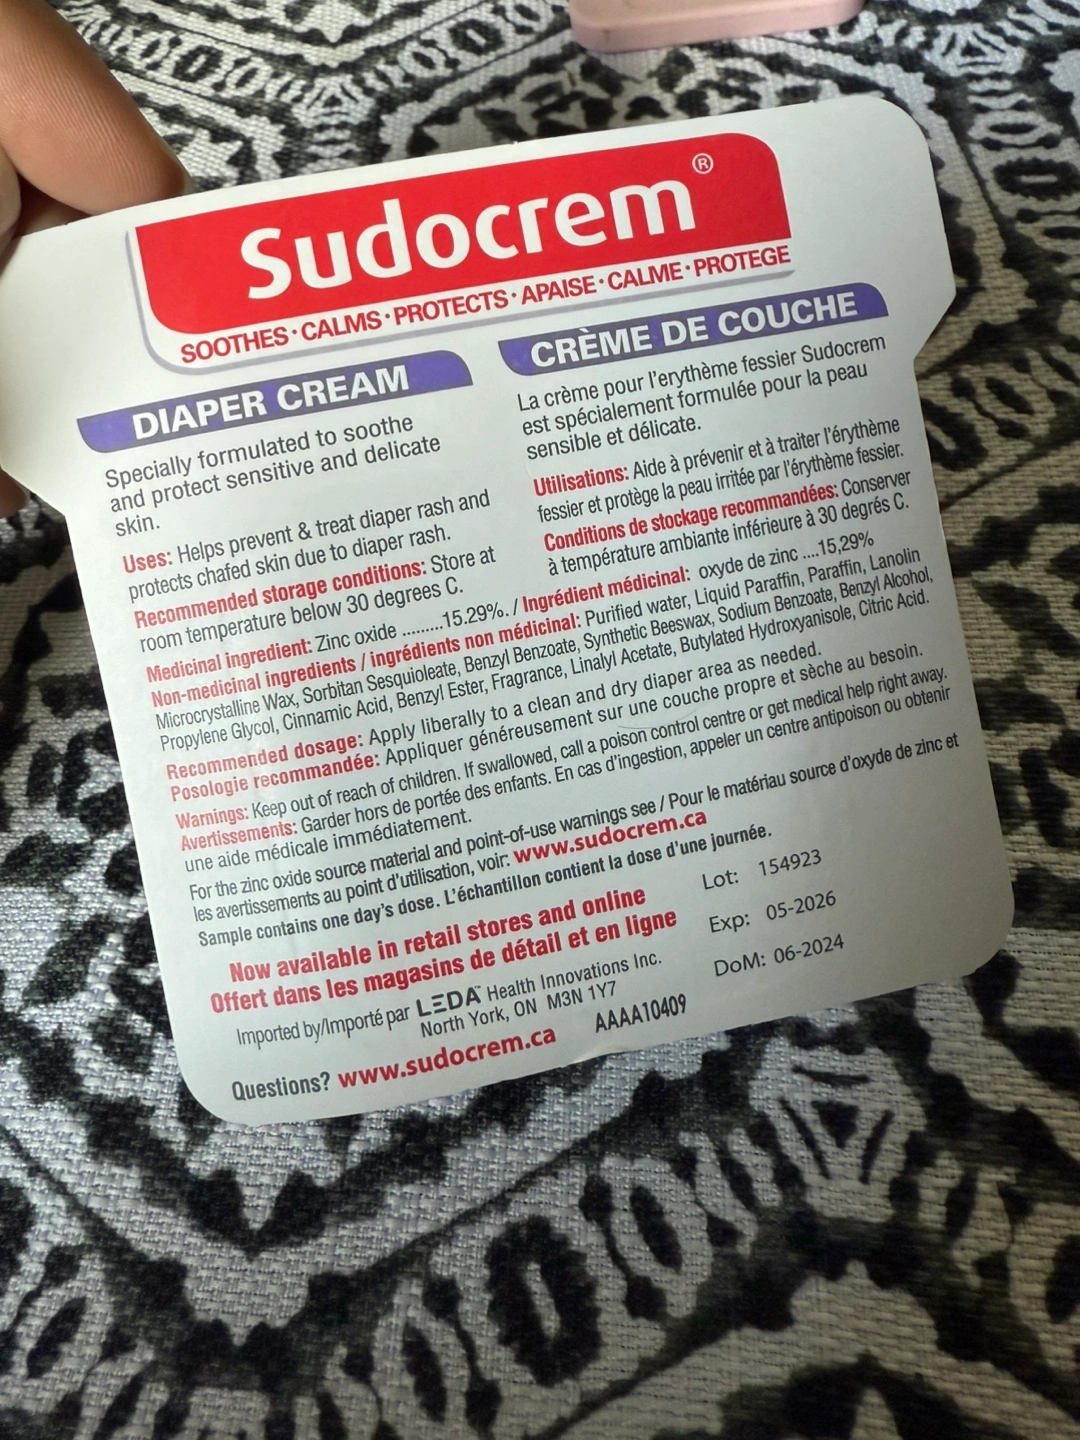 Sudocrem®
SOOTHES·CALMS·PROTECTS·APAISE·CALME·PROTEGE
DIAPER CREAM
Specially formulated to soothe
and protect sensitive and delicate
skin.
Uses: Helps prevent & treat diaper rash and
protects chafed skin due to diaper rash.
Recommended storage conditions: Store at
room temperature below 30 degrees C.
CRÈME DE COUCHE
La crème pour l'erythème fessier Sudocrem
est spécialement formulée pour la peau
sensible et délicate.
Utilisations: Aide à prévenir et à traiter l'érythème
fessier et protège la peau irritée par l'érythème fessier.
Conditions de stockage recommandées: Conserver
à température ambiante inférieure à 30 degrés C.
Medicinal ingredient: Zinc oxide .........15.29%. / Ingrédient médicinal: oxyde de zinc ....15,29%
Non-medicinal ingredients / ingrédients non médicinal: Purified water, Liquid Paraffin, Paraffin, Lanolin
Microcrystalline Wax, Sorbitan Sesquioleate, Benzyl Benzoate, Synthetic Beeswax, Sodium Benzoate, Benzyl Alcohol,
Propylene Glycol, Cinnamic Acid, Benzyl Ester, Fragrance, Linalyl Acetate, Butylated Hydroxyanisole, Citric Acid.
Recommended dosage: Apply liberally to a clean and dry diaper area as needed.
Posologie recommandée: Appliquer généreusement sur une couche propre et sèche au besoin.
Warnings: Keep out of reach of children. If swallowed, call a poison control centre or get medical help right away.
Avertissements: Garder hors de portée des enfants. En cas d'ingestion, appeler un centre antipoison ou obtenir
une aide médicale immédiatement.
For the zinc oxide source material and point-of-use warnings see / Pour le matériau source d'oxyde de zinc et
les avertissements au point d'utilisation, voir: www.sudocrem.ca
Sample contains one day's dose. L'échantillon contient la dose d'une journée.
Now available in retail stores and online
Offert dans les magasins de détail et en ligne
Imported by/Importé par LEDA™ Health Innovations Inc.
North York, ON M3N 1Y7
Questions? www.sudocrem.ca
AAAA10409
Lot: 154923
Exp: 05-2026
DoM: 06-2024